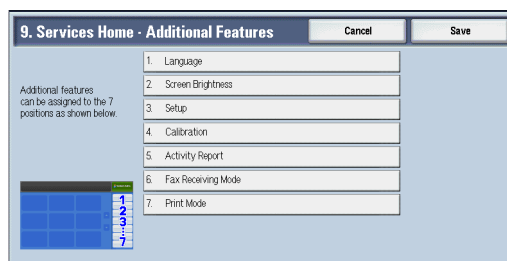 9. Services Home - Additional Features
Cancel
Save
Additional features
can be assigned to the 7
positions as shown below.
1. Language
2. Screen Brightness
3. Setup
4. Calibration
5. Activity Report
6. Fax Receiving Mode
7. Print Mode
1
2
3
7